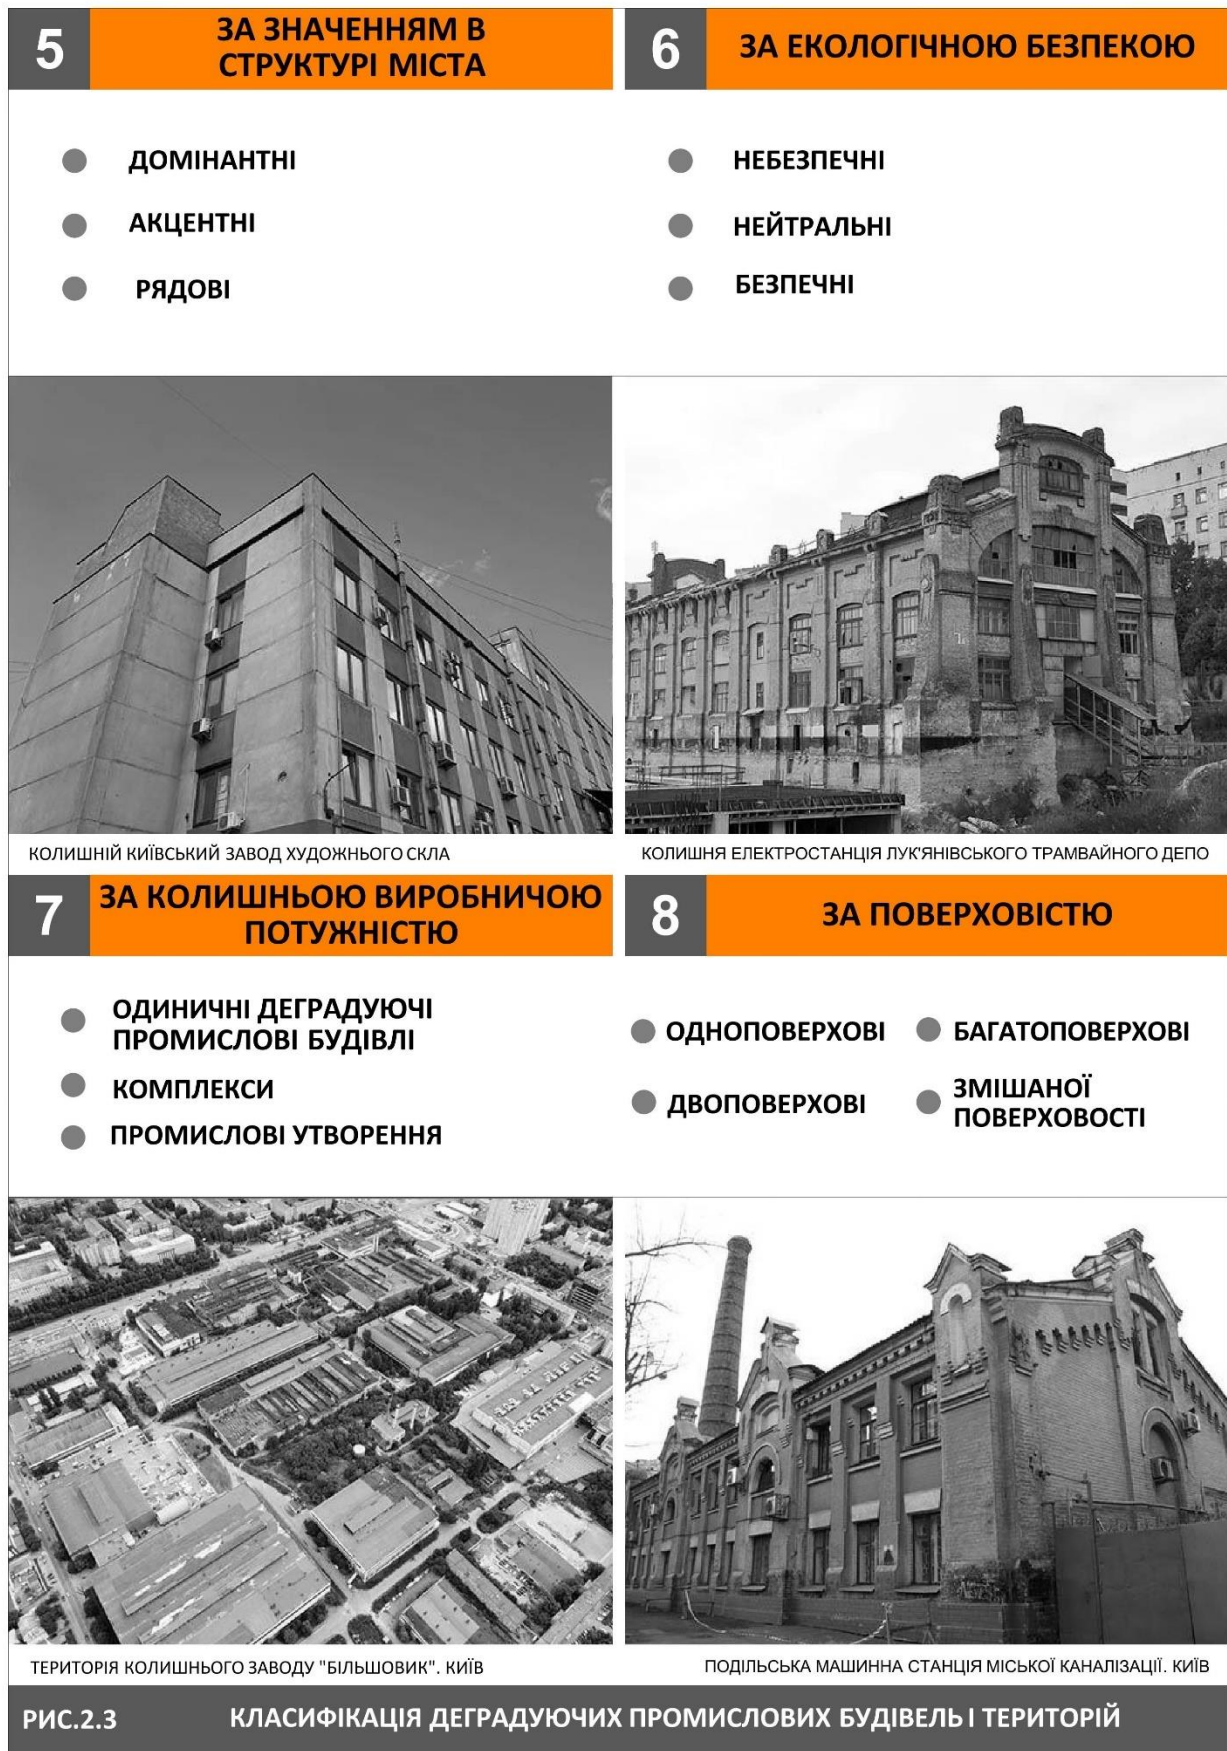 5
ЗА ЗНАЧЕННЯМ В
СТРУКТУРІ МІСТА
ДОМІНАНТНІ
АКЦЕНТНІ
РЯДОВІ
КОЛИШНІЙ КИЇВСЬКИЙ ЗАВОД ХУДОЖНЬОГО СКЛА
6
ЗА ЕКОЛОГІЧНОЮ БЕЗПЕКОЮ
НЕБЕЗПЕЧНІ
НЕЙТРАЛЬНІ
БЕЗПЕЧНІ
КОЛИШНЯ ЕЛЕКТРОСТАНЦІЯ ЛУК'ЯНІВСЬКОГО ТРАМВАЙНОГО ДЕПО
7
ЗА КОЛИШНЬОЮ ВИРОБНИЧОЮ
ПОТУЖНІСТЮ
ОДИНИЧНІ ДЕГРАДУЮЧІ
ПРОМИСЛОВІ БУДІВЛІ
КОМПЛЕКСИ
ПРОМИСЛОВІ УТВОРЕННЯ
ТЕРИТОРІЯ КОЛИШНЬОГО ЗАВОДУ "БІЛЬШОВИК". КИЇВ
8
ЗА ПОВЕРХОВІСТЮ
ОДНОПОВЕРХОВІ
ДВОПОВЕРХОВІ
БАГАТОПОВЕРХОВІ
ЗМІШАНОЇ
ПОВЕРХОВОСТІ
ПОДІЛЬСЬКА МАШИННА СТАНЦІЯ МІСЬКОЇ КАНАЛІЗАЦІЇ. КИЇВ
РИС.2.3 КЛАСИФІКАЦІЯ ДЕГРАДУЮЧИХ ПРОМИСЛОВИХ БУДІВЕЛЬ І ТЕРИТОРІЙ